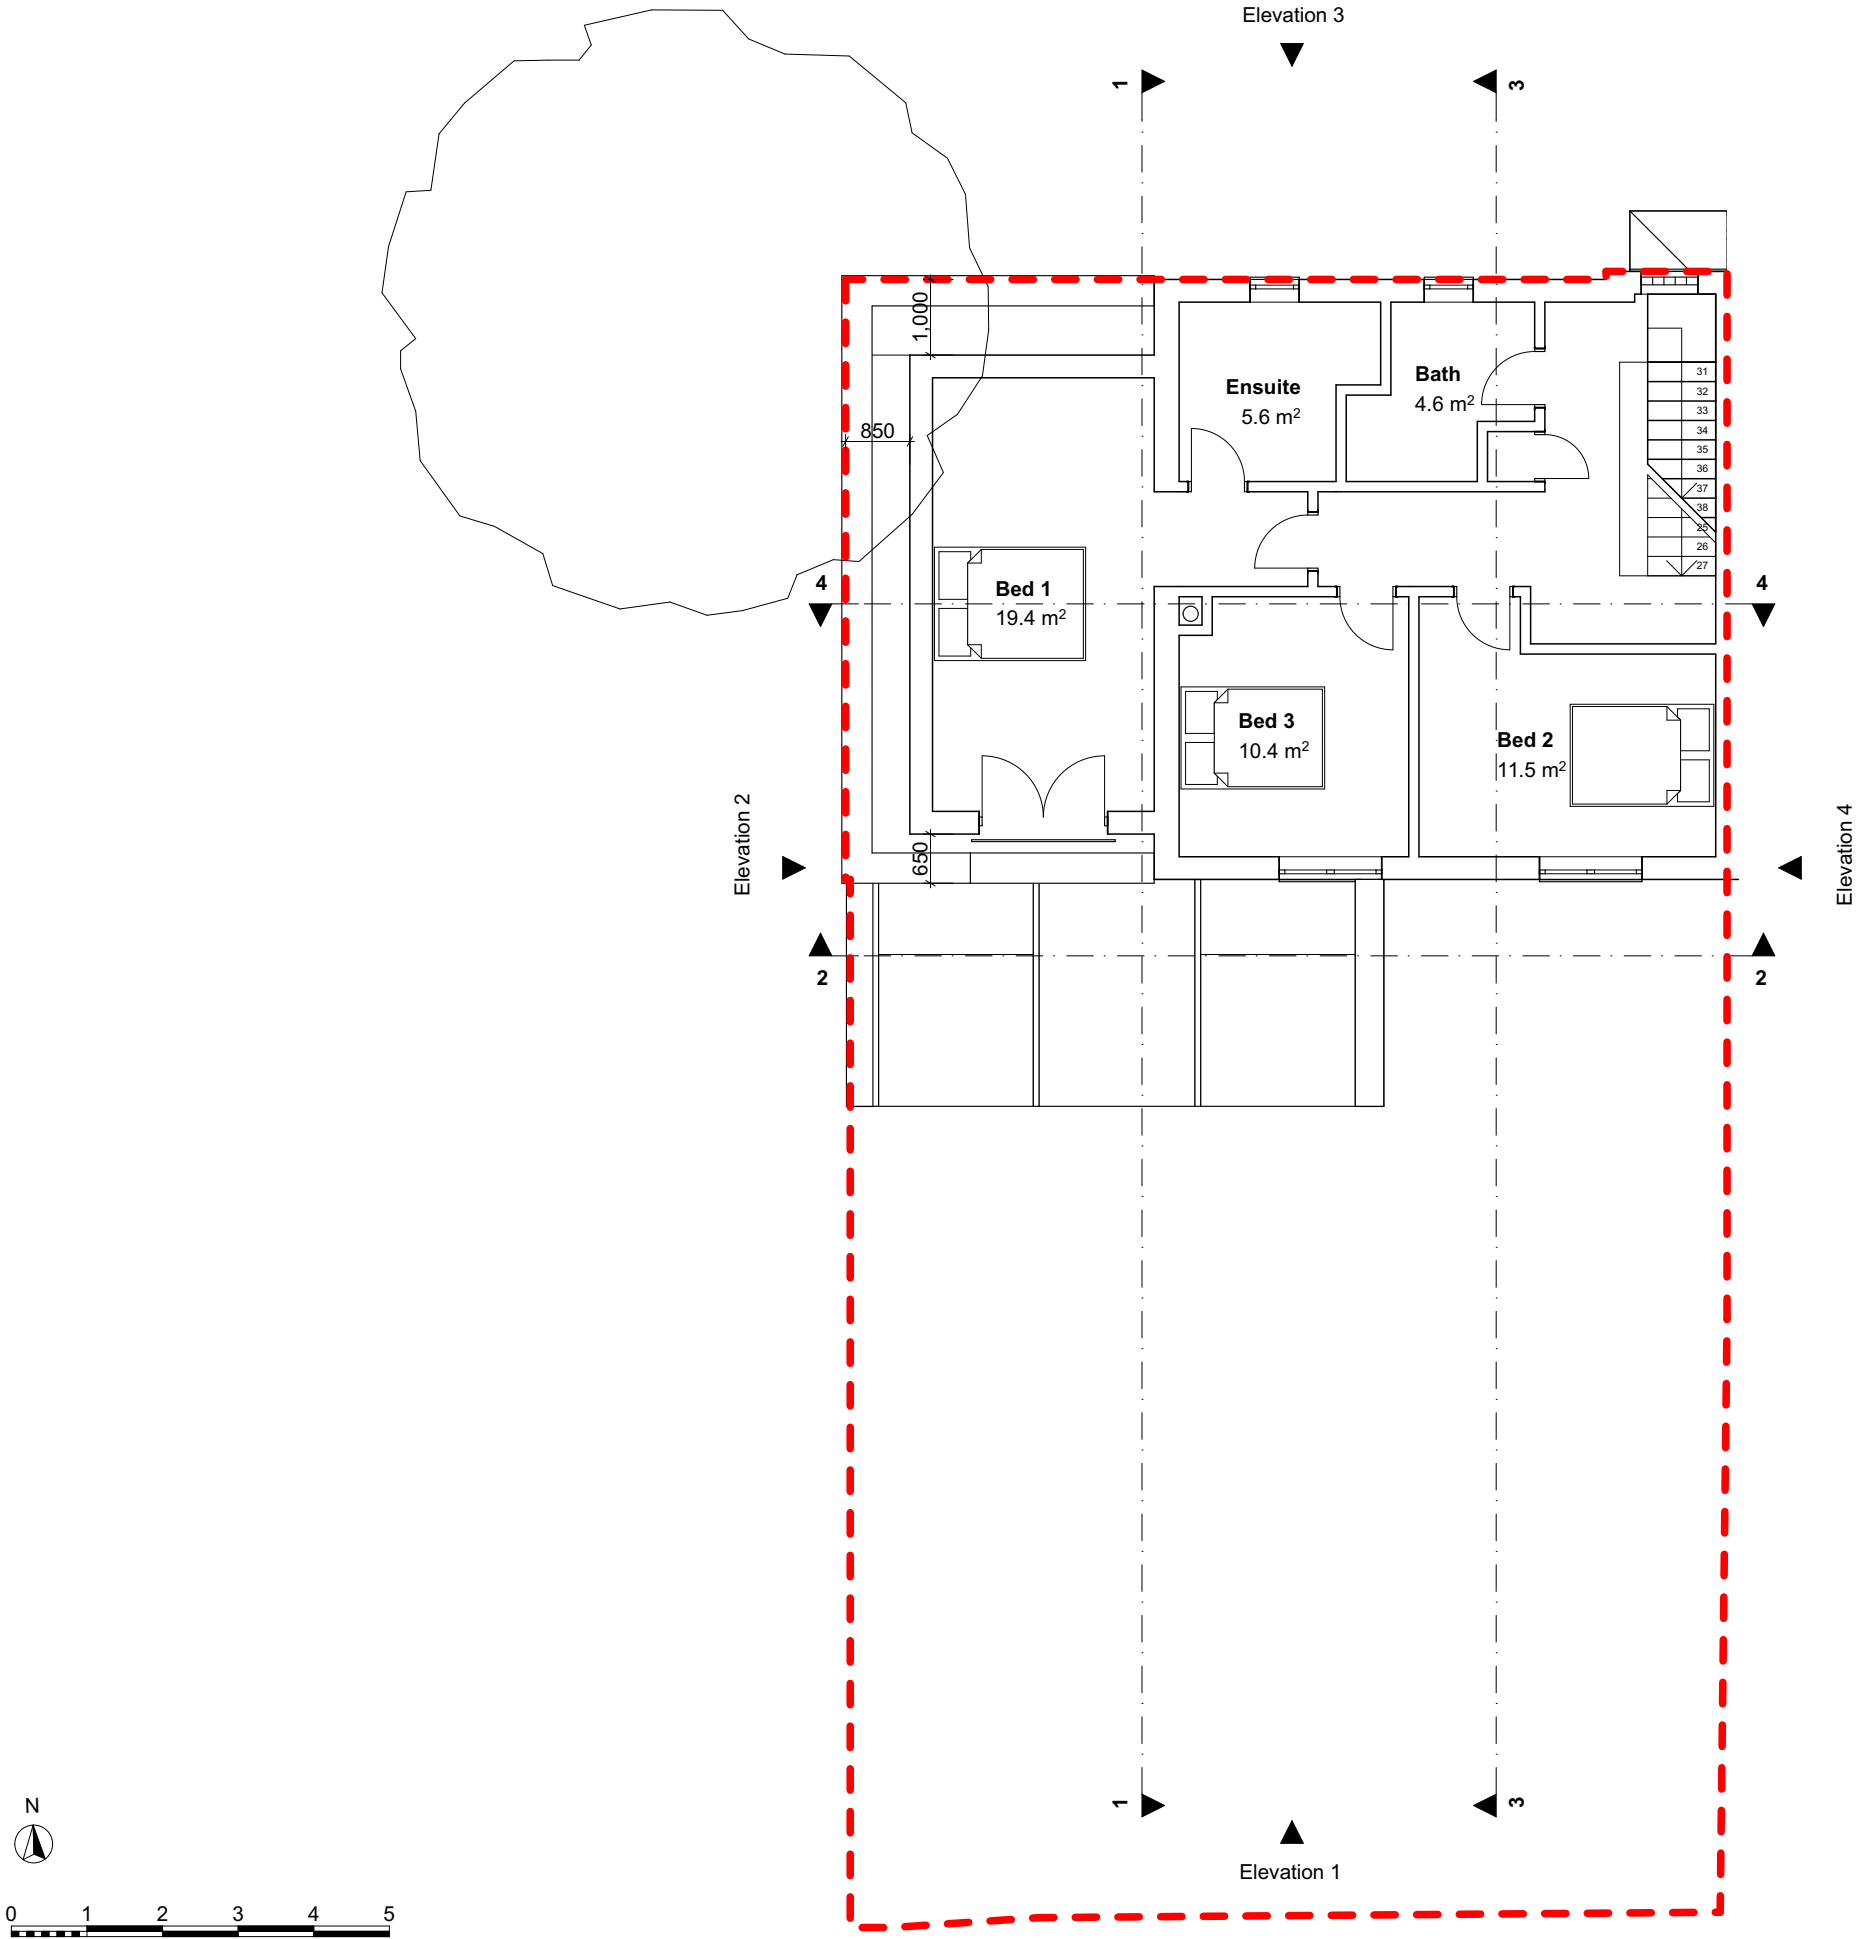 Elevation 3
1
3
1,000
Ensuite
5.6 m²
Bath
4.6 m²
31
32
33
34
35
36
37
38
25
26
27
850
4
4
Bed 1
19.4 m²
Bed 3
10.4 m²
Bed 2
11.5 m²
Elevation 2
650
Elevation 4
2
2
N
1
3
Elevation 1
0 1 2 3 4 5